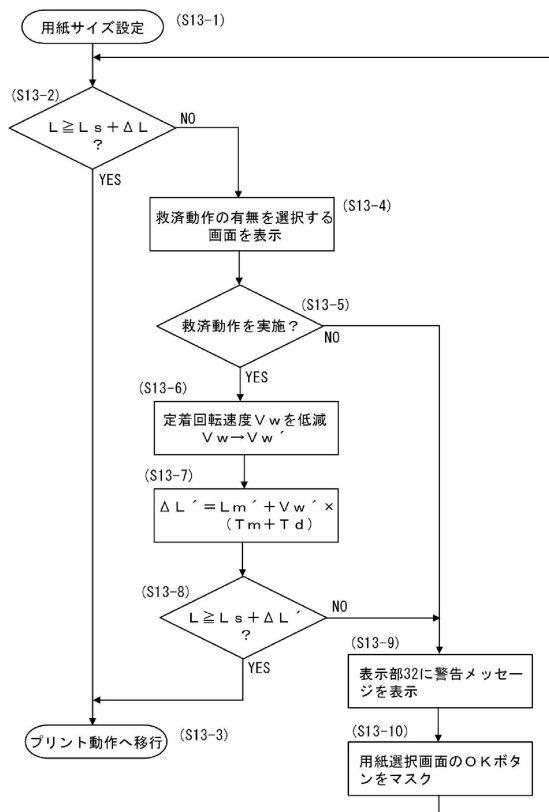 用紙サイズ設定
(S13-1)
(S13-2)
L≧Ls+ΔL
?
NO
YES
(S13-4)
救済動作の有無を選択する
画面を表示
(S13-5)
救済動作を実施?
NO
YES
(S13-6)
定着回転速度Vwを低減
Vw→Vw´
(S13-7)
ΔL´=Lm´+Vw´×
(Tm+Td)
(S13-8)
L≧Ls+ΔL´
?
NO
YES
(S13-9)
表示部32に警告メッセー
ジを表示
(S13-3)
プリント動作へ移行
(S13-10)
用紙選択画面のOKボタ
ンをマスク